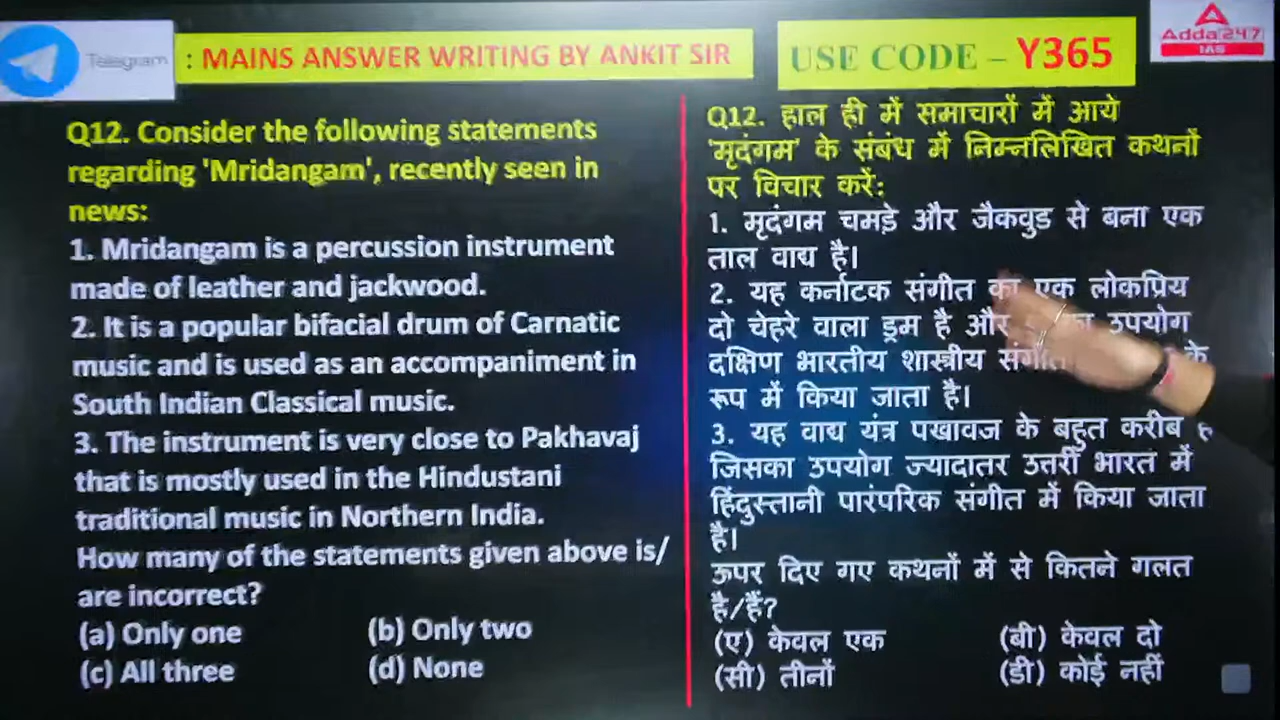 Telegram
: MAINS ANSWER WRITING BY ANKIT SIR
USE CODE – Y365
Adda247
IAS
Q12. Consider the following statements
regarding 'Mridangam', recently seen in
news:
1. Mridangam is a percussion instrument
made of leather and jackwood.
2. It is a popular bifacial drum of Carnatic
music and is used as an accompaniment in
South Indian Classical music.
3. The instrument is very close to Pakhavaj
that is mostly used in the Hindustani
traditional music in Northern India.
How many of the statements given above is/
are incorrect?
(a) Only one (b) Only two
(c) All three (d) None
Q12. हाल ही में समाचारों में आये
'मृदंगम' के संबंध में निम्नलिखित कथनों
पर विचार करें:
1. मृदंगम चमड़े और जैकवुड से बना एक
ताल वाद्य है।
2. यह कर्नाटक संगीत का एक लोकप्रिय
दो चेहरे वाला ड्रम है और उपयोग
दक्षिण भारतीय शास्त्रीय संगीत के
रूप में किया जाता है।
3. यह वाद्य यंत्र पखावज के बहुत करीब
जिसका उपयोग ज्यादातर उत्तरी भारत में
हिंदुस्तानी पारंपरिक संगीत में किया जाता
है।
ऊपर दिए गए कथनों में से कितने गलत
है/हैं?
(ए) केवल एक (बी) केवल दो
(सी) तीनों (डी) कोई नहीं